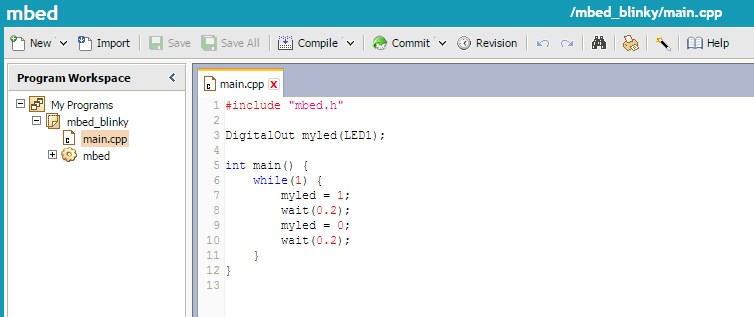 mbed /mbed_blinky/main.cpp
New Import Save Save All Compile Commit Revision Help
Program Workspace
main.cpp
My Programs
mbed_blinky
main.cpp
mbed
1 #include "mbed.h"
2
3 DigitalOut myled(LED1);
4
5 int main() {
6     while(1) {
7         myled = 1;
8         wait(0.2);
9         myled = 0;
10         wait(0.2);
11     }
12 }
13